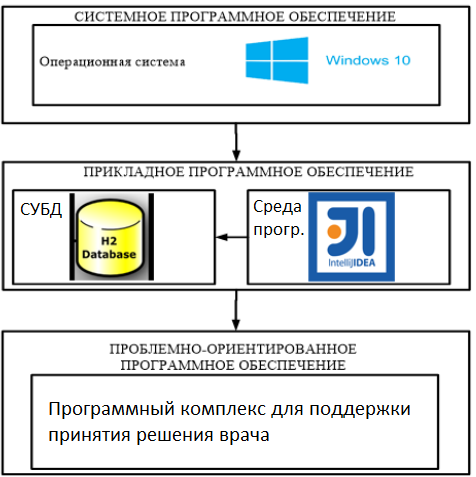 СИСТЕМНОЕ ПРОГРАММНОЕ ОБЕСПЕЧЕНИЕ
Операционная система
Windows 10
ПРИКЛАДНОЕ ПРОГРАММНОЕ ОБЕСПЕЧЕНИЕ
СУБД
H2
Database
Среда
прогр.
JI
IntellijIDEA
ПРОБЛЕМНО-ОРИЕНТИРОВАННОЕ
ПРОГРАММНОЕ ОБЕСПЕЧЕНИЕ
Программный комплекс для поддержки
принятия решения врача